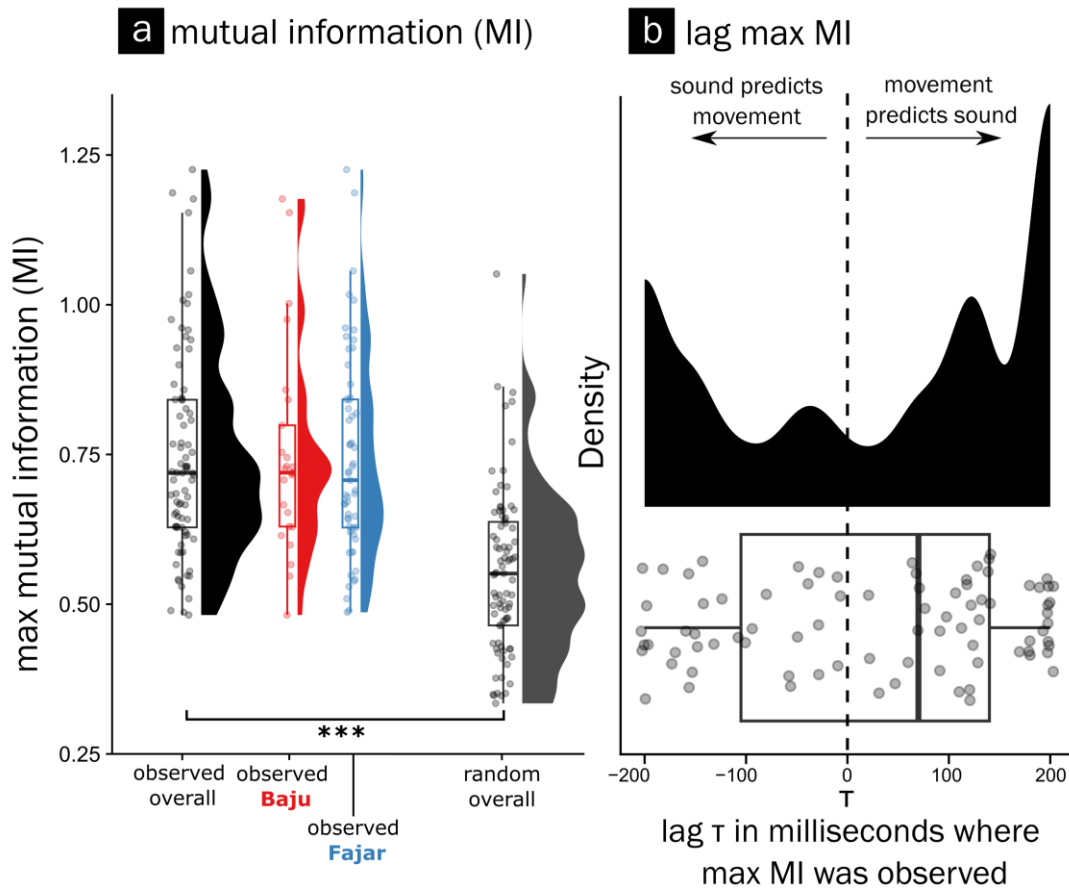 a mutual information (MI)
max mutual information (MI)
1.25
1.00
0.75
0.50
0.25
***
observed
overall
observed
Baju
observed
Fajar
random
overall
b lag max MI
sound predicts
movement
movement
predicts sound
Density
−200
−100
0
100
200
T
lag τ in milliseconds where
max MI was observed